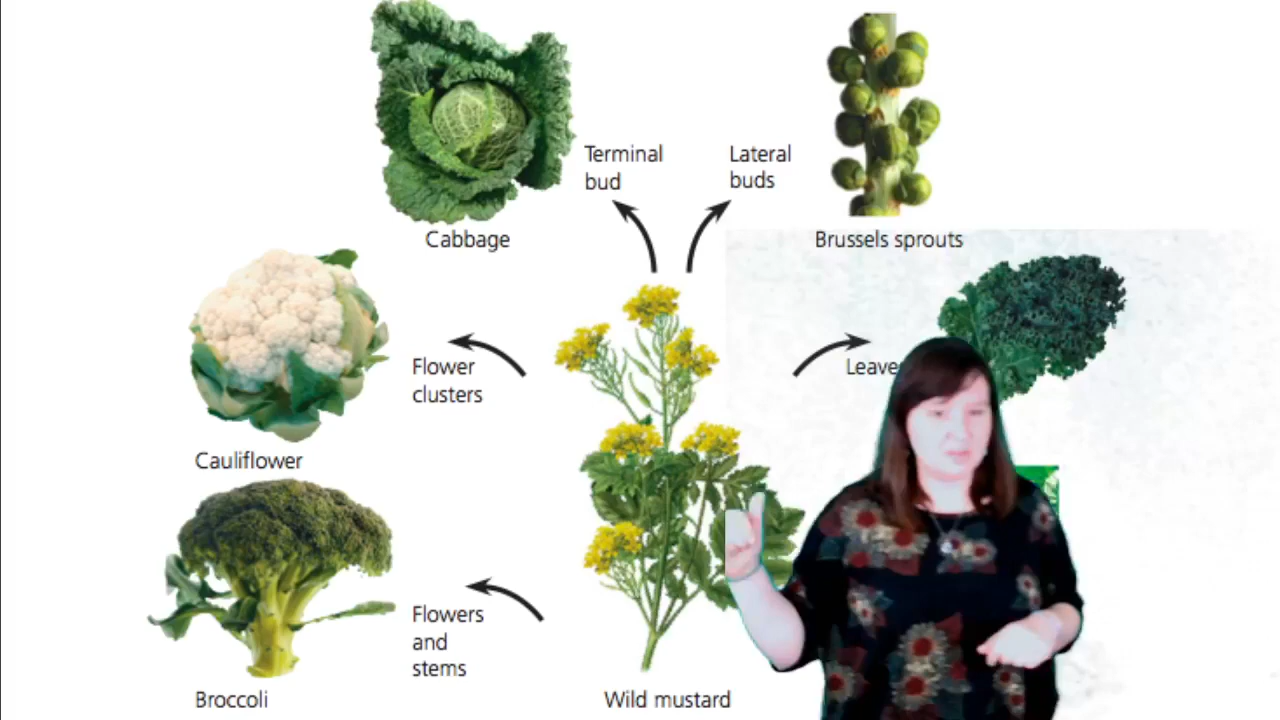 Terminal
bud
Lateral
buds
Cabbage
Brussels sprouts
Flower
clusters
Cauliflower
Flowers
and
stems
Broccoli
Wild mustard